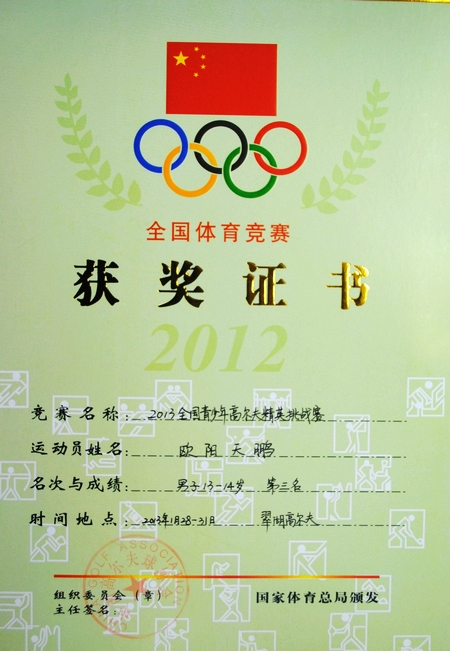 全国体育竞赛
获奖证书
2012
竞赛名称：2013全国青少年高尔夫精英挑战赛
运动员姓名：欧阳天鹏
名次与成绩：男子13-14岁 第三名
时间地点：2013年1月28-31日 翠湖高尔夫
GOLF ASSOCIATION
组织委员会（章）
主任签名：
国家体育总局颁发